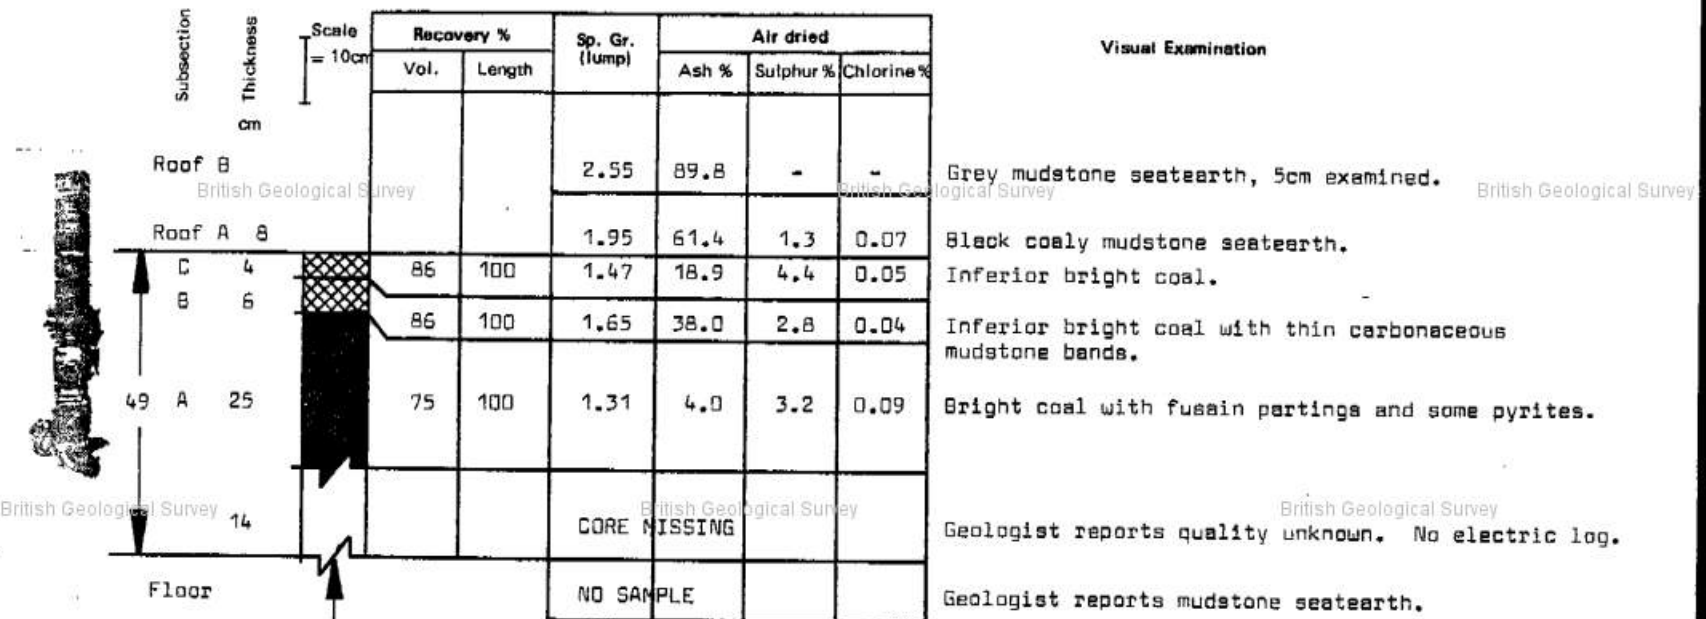 Subsection Thickness Scale Recovery % Sp. Gr. Air dried Visual Examination
= 10cm Vol. Length (lump) Ash % Sulphur % Chlorine %
cm
Roof B 2.55 89.8 - - Grey mudstone seatearth, 5cm examined.
British Geological Survey British Geological Survey British Geological Survey
Roof A 8 1.95 61.4 1.3 0.07 Black coaly mudstone seatearth.
C 4 86 100 1.47 18.9 4.4 0.05 Inferior bright coal.
B 6 86 100 1.65 38.0 2.8 0.04 Inferior bright coal with thin carbonaceous
mudstone bands.
49 A 25 75 100 1.31 4.0 3.2 0.09 Bright coal with fusain partings and some pyrites.
British Geological Survey British Geological Survey British Geological Survey
14 CORE MISSING Geologist reports quality unknown. No electric log.
Floor NO SAMPLE Geologist reports mudstone seatearth.